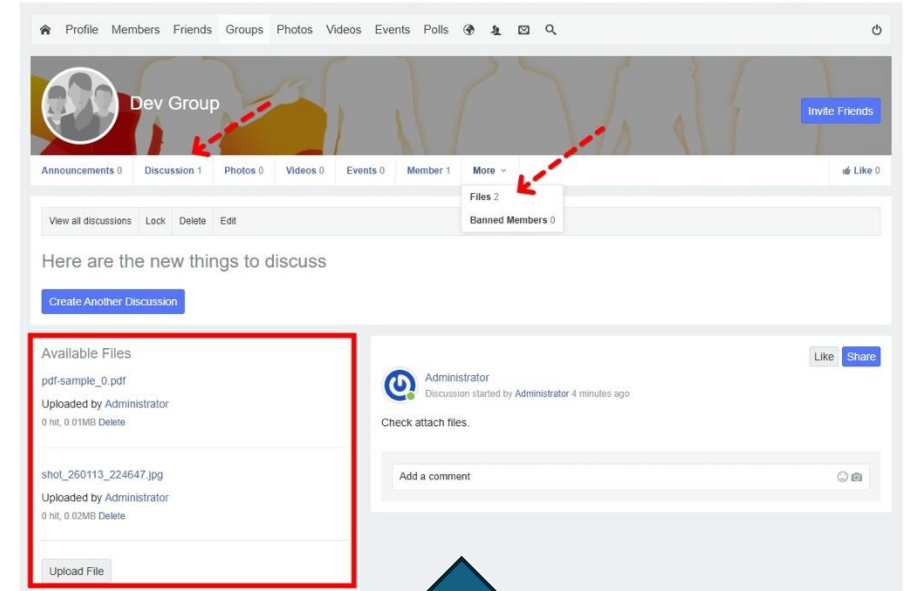 Profile Members Friends Groups Photos Videos Events Polls
Dev Group
Invite Friends
Announcements 0 Discussion 1 Photos 0 Videos 0 Events 0 Member 1 More Like 0
Files 2
Banned Members 0
View all discussions Lock Delete Edit
Here are the new things to discuss
Create Another Discussion
Available Files
pdf-sample_0.pdf
Uploaded by Administrator
0 hit, 0.01MB Delete
shot_260113_224647.jpg
Uploaded by Administrator
0 hit, 0.02MB Delete
Upload File
Like Share
Administrator
Discussion started by Administrator 4 minutes ago
Check attach files.
Add a comment